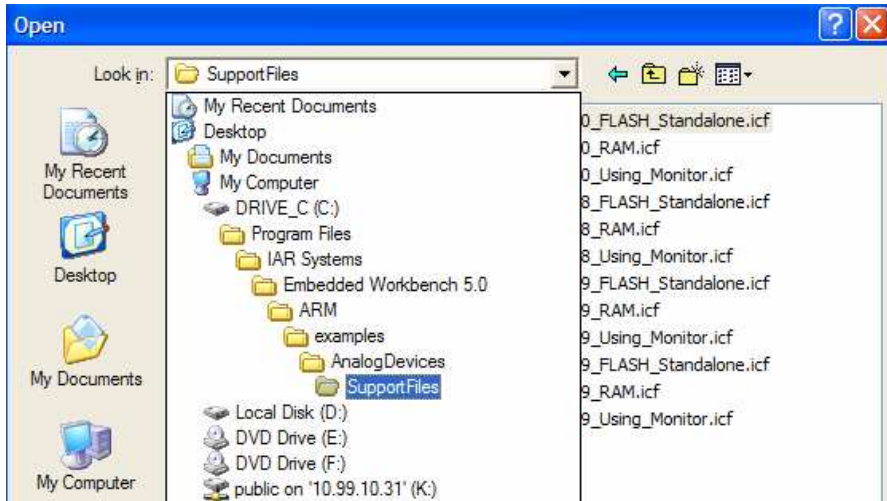 Open
Look in: SupportFiles
My Recent Documents
Desktop
My Documents
My Computer
DRIVE_C (C:)
Program Files
IAR Systems
Embedded Workbench 5.0
ARM
examples
AnalogDevices
SupportFiles
Local Disk (D:)
DVD Drive (E:)
DVD Drive (F:)
public on '10.99.10.31' (K:)
My Recent
Documents
Desktop
My Documents
My Computer
0_FLASH_Standalone.icf
0_RAM.icf
0_Using_Monitor.icf
8_FLASH_Standalone.icf
8_RAM.icf
8_Using_Monitor.icf
9_FLASH_Standalone.icf
9_RAM.icf
9_Using_Monitor.icf
9_FLASH_Standalone.icf
9_RAM.icf
9_Using_Monitor.icf